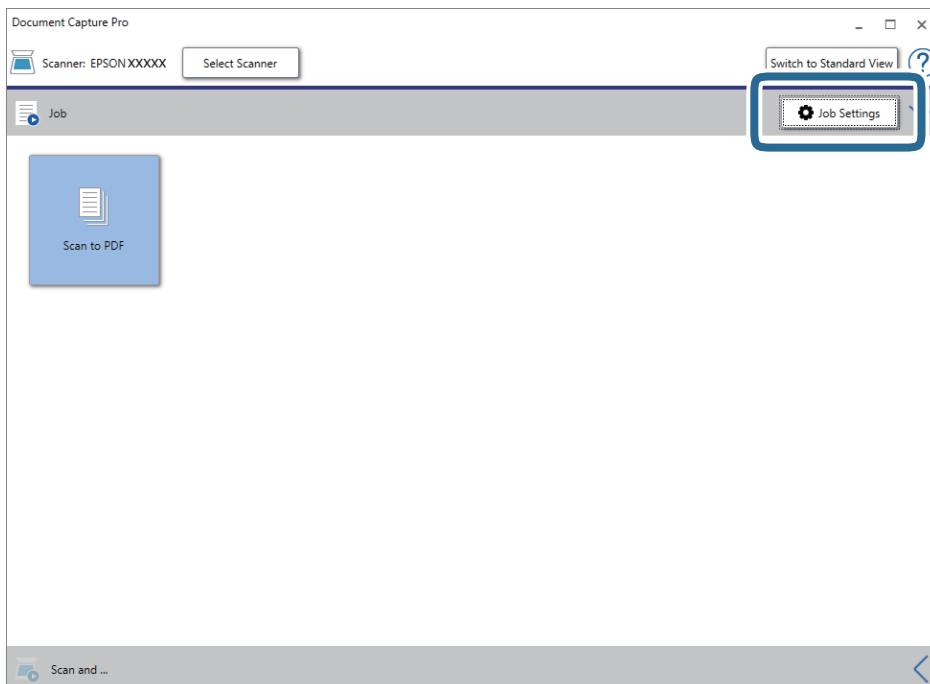 Document Capture Pro
Scanner: EPSON XXXXX
Select Scanner
Switch to Standard View
?
Job
Job Settings
Scan to PDF
Scan and ...